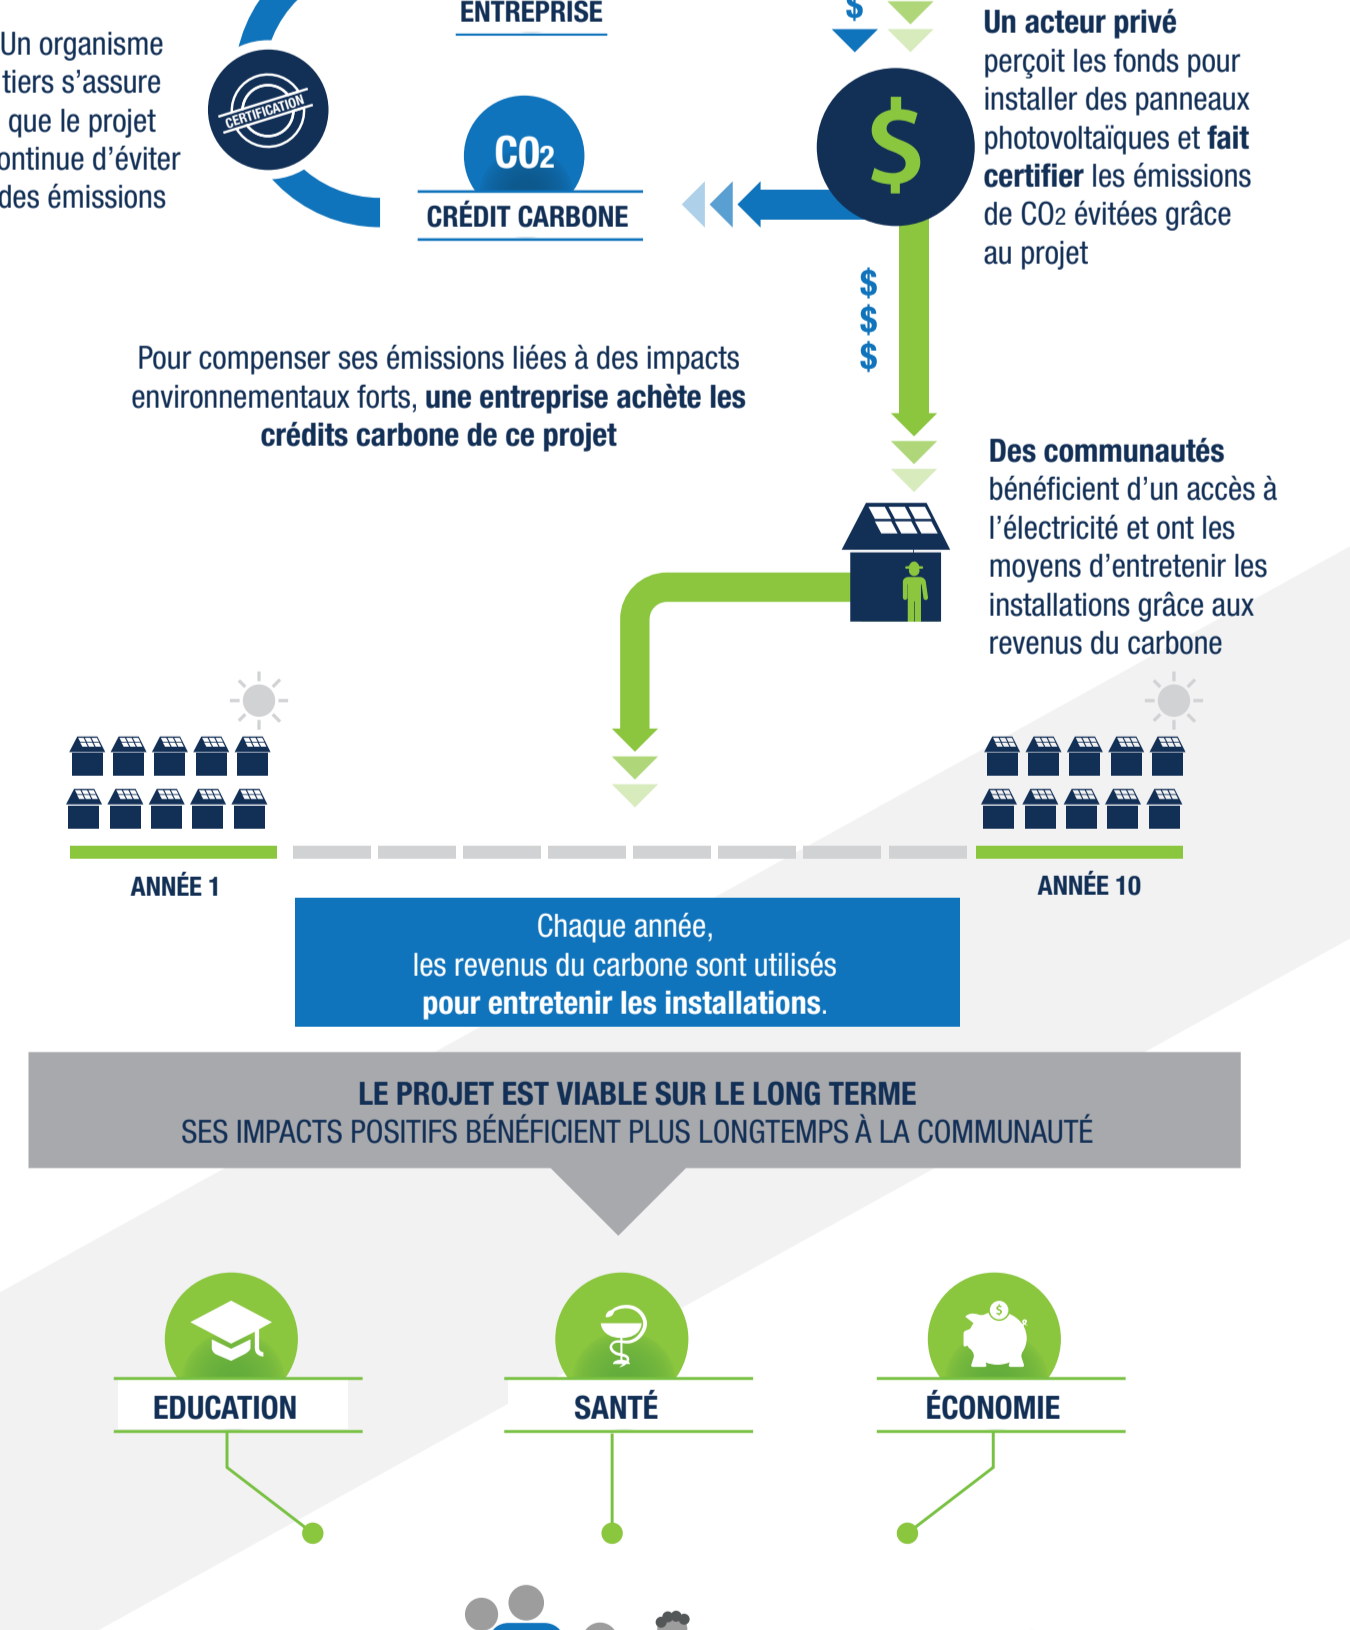 ENTREPRISE
$
Un organisme
tiers s'assure
que le projet
ontinue d'éviter
des émissions
CERTIFICATION
CO2
CRÉDIT CARBONE
$
Un acteur privé
perçoit les fonds pour
installer des panneaux
photovoltaïques et fait
certifier les émissions
de CO2 évitées grâce
au projet
$
$
$
Pour compenser ses émissions liées à des impacts
environnementaux forts, une entreprise achète les
crédits carbone de ce projet
Des communautés
bénéficient d'un accès à
l'électricité et ont les
moyens d'entretenir les
installations grâce aux
revenus du carbone
ANNÉE 1
ANNÉE 10
Chaque année,
les revenus du carbone sont utilisés
pour entretenir les installations.
LE PROJET EST VIABLE SUR LE LONG TERME
SES IMPACTS POSITIFS BÉNÉFICIENT PLUS LONGTEMPS À LA COMMUNAUTÉ
$
EDUCATION
SANTÉ
ÉCONOMIE